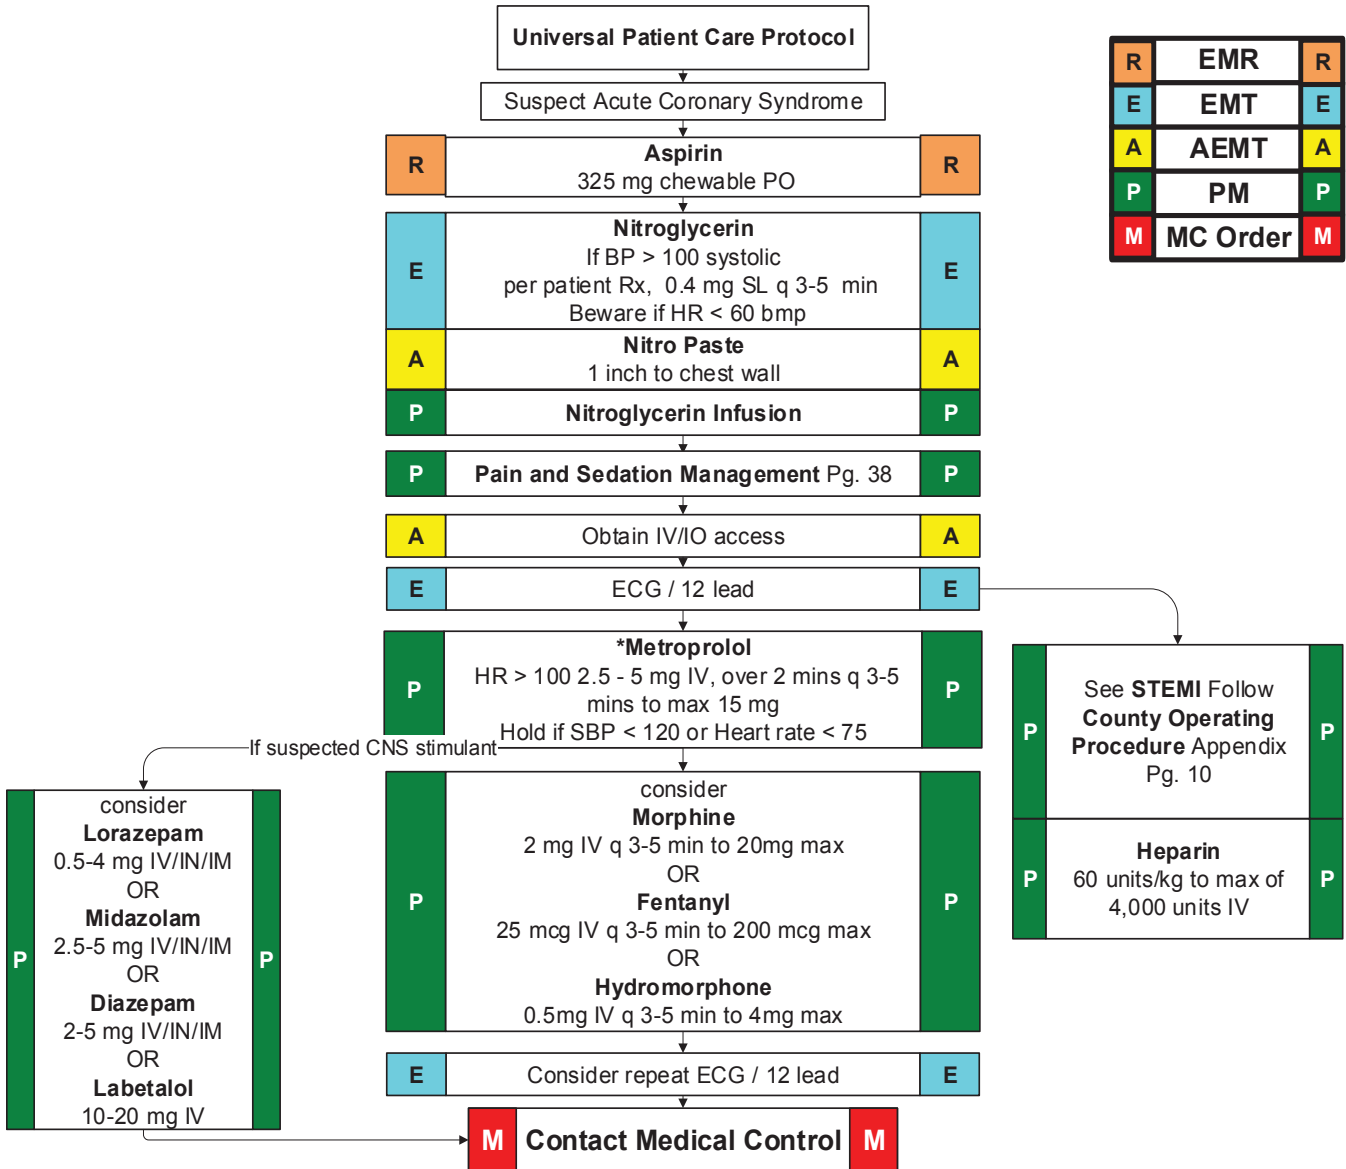 Universal Patient Care Protocol
Suspect Acute Coronary Syndrome
R EMR R
E EMT E
A AEMT A
P PM P
M MC Order M
R Aspirin R
325 mg chewable PO
Nitroglycerin
If BP > 100 systolic
E per patient Rx, 0.4 mg SL q 3-5 min E
Beware if HR < 60 bmp
A Nitro Paste A
1 inch to chest wall
P Nitroglycerin Infusion P
P Pain and Sedation Management Pg. 38 P
A Obtain IV/IO access A
E ECG / 12 lead E
*Metroprolol
P HR > 100 2.5 - 5 mg IV, over 2 mins q 3-5 P
mins to max 15 mg
Hold if SBP < 120 or Heart rate < 75
See STEMI Follow
P County Operating P
Procedure Appendix
Pg. 10
Heparin
P 60 units/kg to max of P
4,000 units IV
If suspected CNS stimulant
consider
Lorazepam
0.5-4 mg IV/IN/IM
OR
Midazolam
P 2.5-5 mg IV/IN/IM P
OR
Diazepam
2-5 mg IV/IN/IM
OR
Labetalol
10-20 mg IV
consider
Morphine
2 mg IV q 3-5 min to 20mg max
OR
P Fentanyl P
25 mcg IV q 3-5 min to 200 mcg max
OR
Hydromorphone
0.5mg IV q 3-5 min to 4mg max
E Consider repeat ECG / 12 lead E
M Contact Medical Control M